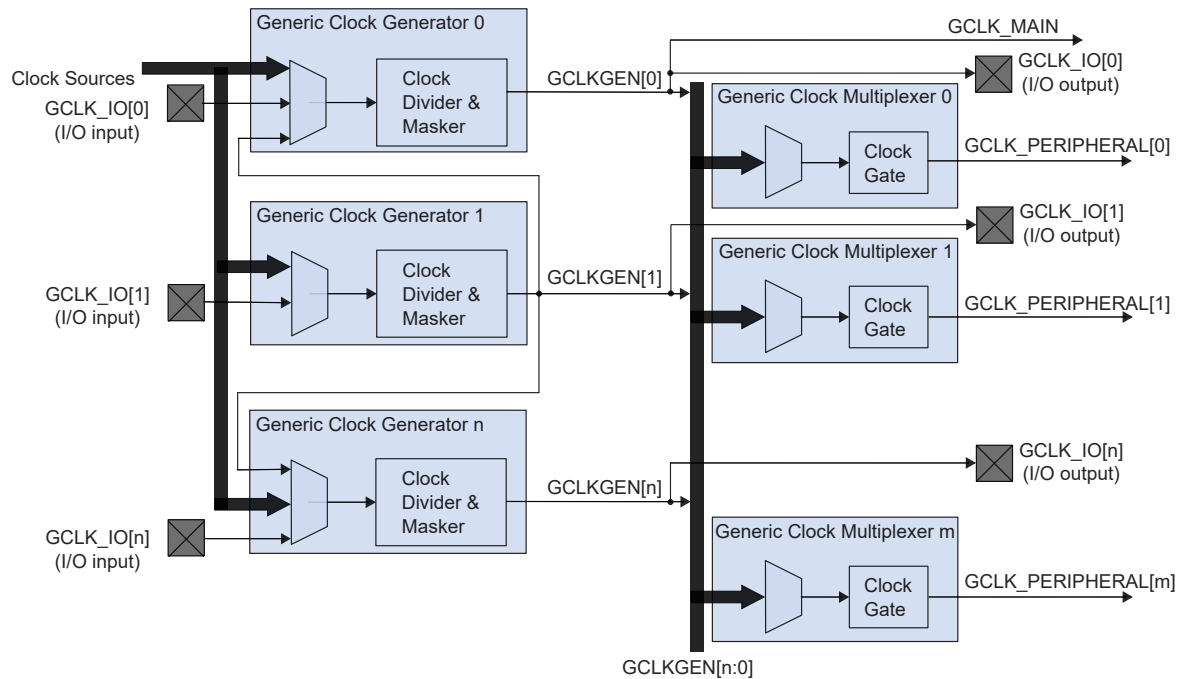 Generic Clock Generator 0
Clock Sources
GCLK_IO[0]
(I/O input)
Clock
Divider &
Masker
GCLKGEN[0]
GCLK_MAIN
GCLK_IO[0]
(I/O output)
Generic Clock Multiplexer 0
Clock
Gate
GCLK_PERIPHERAL[0]
Generic Clock Generator 1
GCLK_IO[1]
(I/O input)
Clock
Divider &
Masker
GCLKGEN[1]
GCLK_IO[1]
(I/O output)
Generic Clock Multiplexer 1
Clock
Gate
GCLK_PERIPHERAL[1]
Generic Clock Generator n
GCLK_IO[n]
(I/O input)
Clock
Divider &
Masker
GCLKGEN[n]
GCLK_IO[n]
(I/O output)
Generic Clock Multiplexer m
Clock
Gate
GCLK_PERIPHERAL[m]
GCLKGEN[n:0]